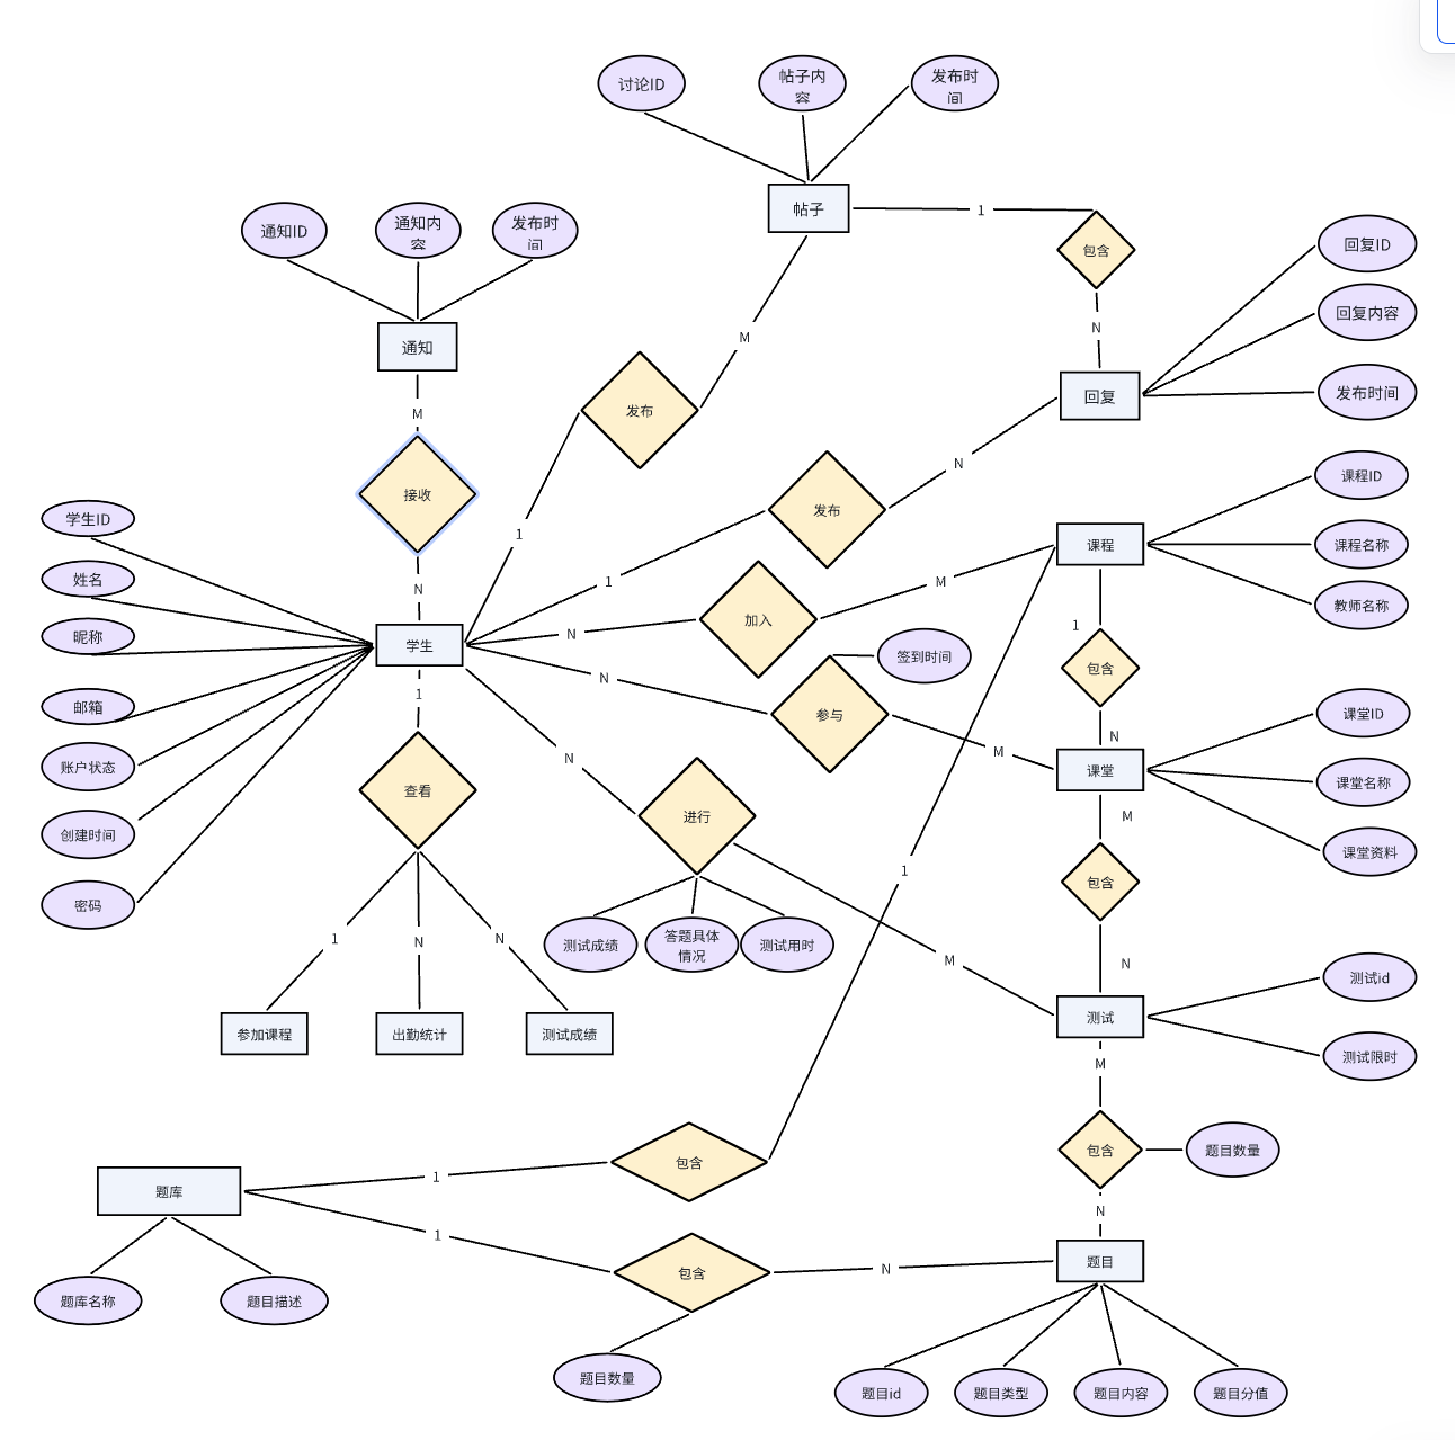 讨论ID
帖子内
容
发布时
间
帖子
1
包含
N
回复
回复ID
回复内容
发布时间
通知ID
通知内
容
发布时
间
通知
M
接收
N
发布
M
1
发布
N
1
学生ID
姓名
昵称
邮箱
账户状态
创建时间
密码
学生
N
加入
M
课程
课程ID
课程名称
教师名称
1
包含
N
N
参与
签到时间
M
课堂
课堂ID
课堂名称
课堂资料
M
包含
N
1
查看
1
N
N
参加课程
出勤统计
测试成绩
N
进行
测试成绩
答题具体
情况
测试用时
M
1
测试
测试id
测试限时
M
包含
题目数量
N
题库
1
包含
1
包含
N
题目
题库名称
题目描述
题目数量
题目id
题目类型
题目内容
题目分值